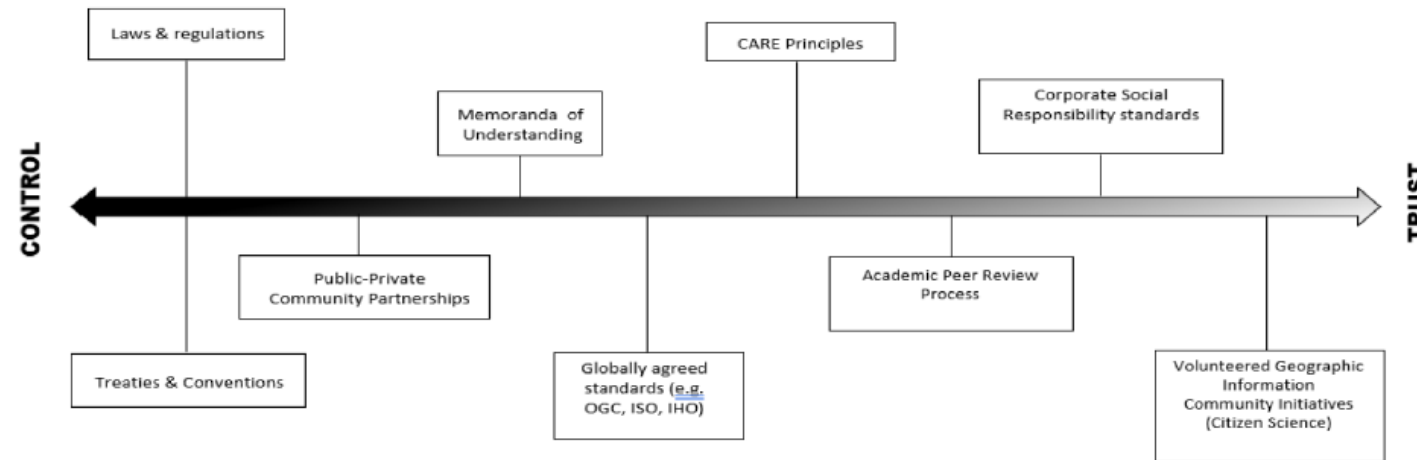 Laws & regulations
CARE Principles
Corporate Social
Responsibility standards
Memoranda of
Understanding
CONTROL
TRUST
Public-Private
Community Partnerships
Academic Peer Review
Process
Treaties & Conventions
Globally agreed
standards (e.g.
OGC, ISO, IHO)
Volunteered Geographic
Information
Community Initiatives
(Citizen Science)